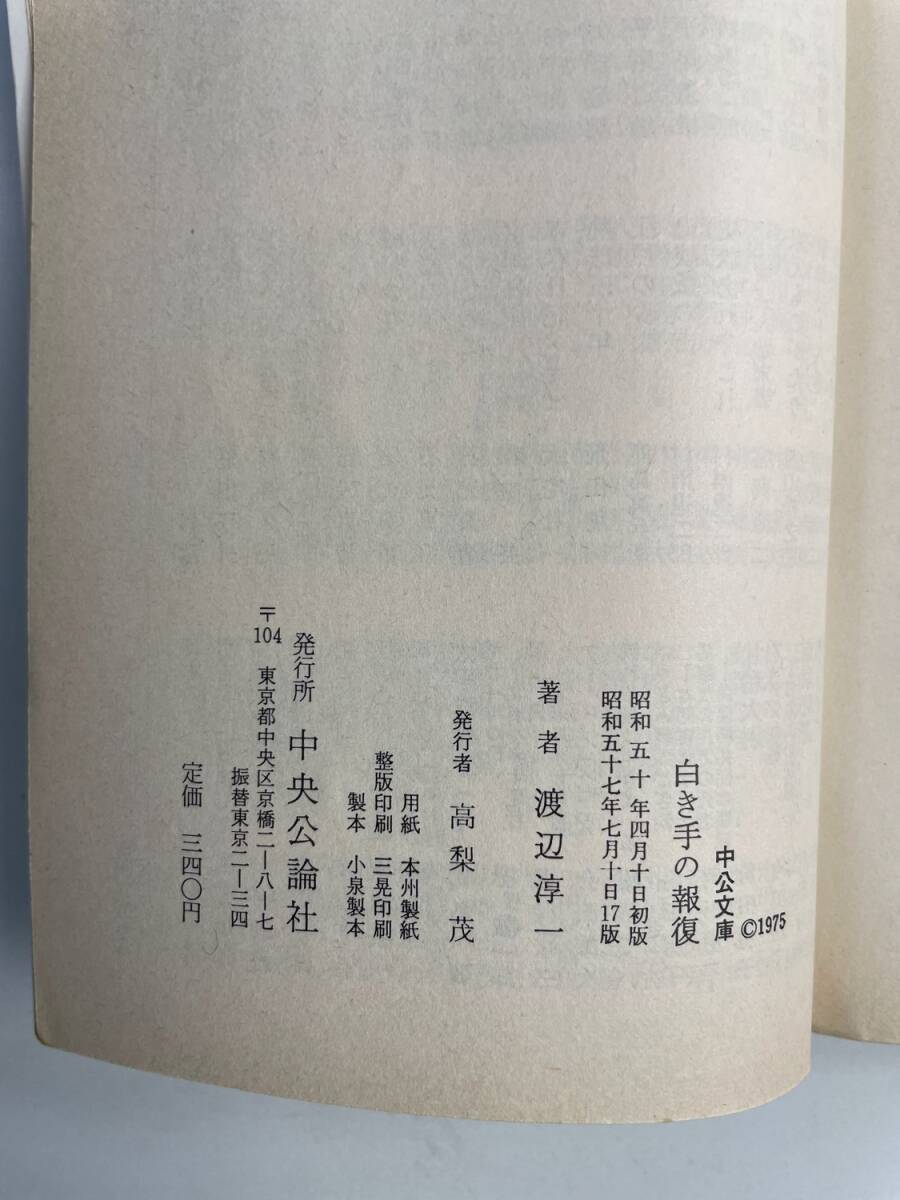 ©1975
中公文庫
白き手の報復
昭和五十年四月十日初版
昭和五十七年七月十日17版
著者 渡辺淳一
発行者 高梨茂
用紙 本州製紙
整版印刷 三晃印刷
製本 小泉製本
発行所 中央公論社
〒104 東京都中央区京橋二―八―七
振替東京二―三四
定価 三四〇円